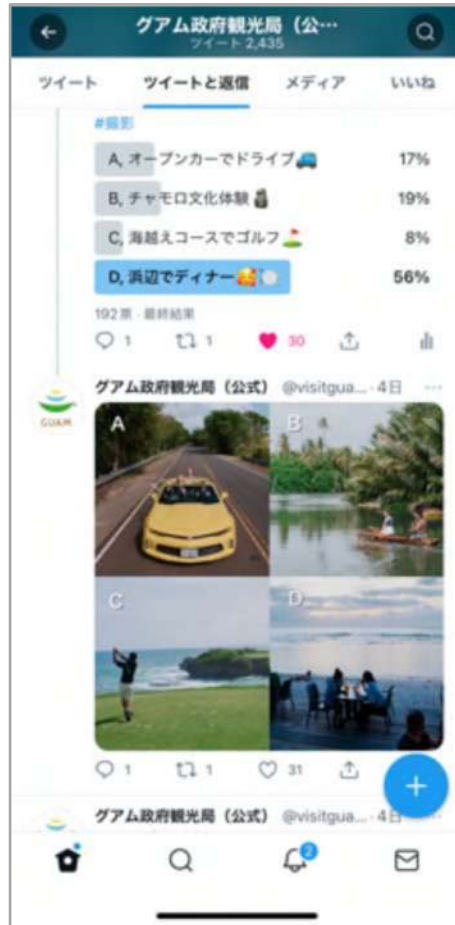 グアム政府観光局（公…
ツイート 2,435
ツイート ツイートと返信 メディア いいね
#撮影
A, オープンカーでドライブ🚙 17%
B, チャモロ文化体験🗿 19%
C, 海越えコースでゴルフ⛳ 8%
D, 浜辺でディナー🥰🍽 56%
192票 · 最終結果
1 1 30
グアム政府観光局（公式） @visitgua… · 4日 …
GUAM
A B
C D
1 1 31
グアム政府観光局（公式） @visitgua… · 4日 …
2